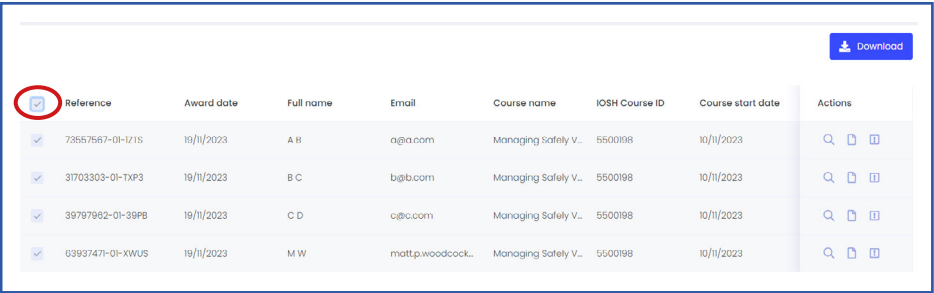 Download
Reference Award date Full name Email Course name IOSH Course ID Course start date Actions
73557567-01-1ZTS 19/11/2023 A B a@a.com Managing Safely V... 5500198 10/11/2023
31703303-01-TXP3 19/11/2023 B C b@b.com Managing Safely V... 5500198 10/11/2023
39797962-01-39PB 19/11/2023 C D c@c.com Managing Safely V... 5500198 10/11/2023
63937471-01-XWUS 19/11/2023 M W matt.p.woodcock... Managing Safely V... 5500198 10/11/2023